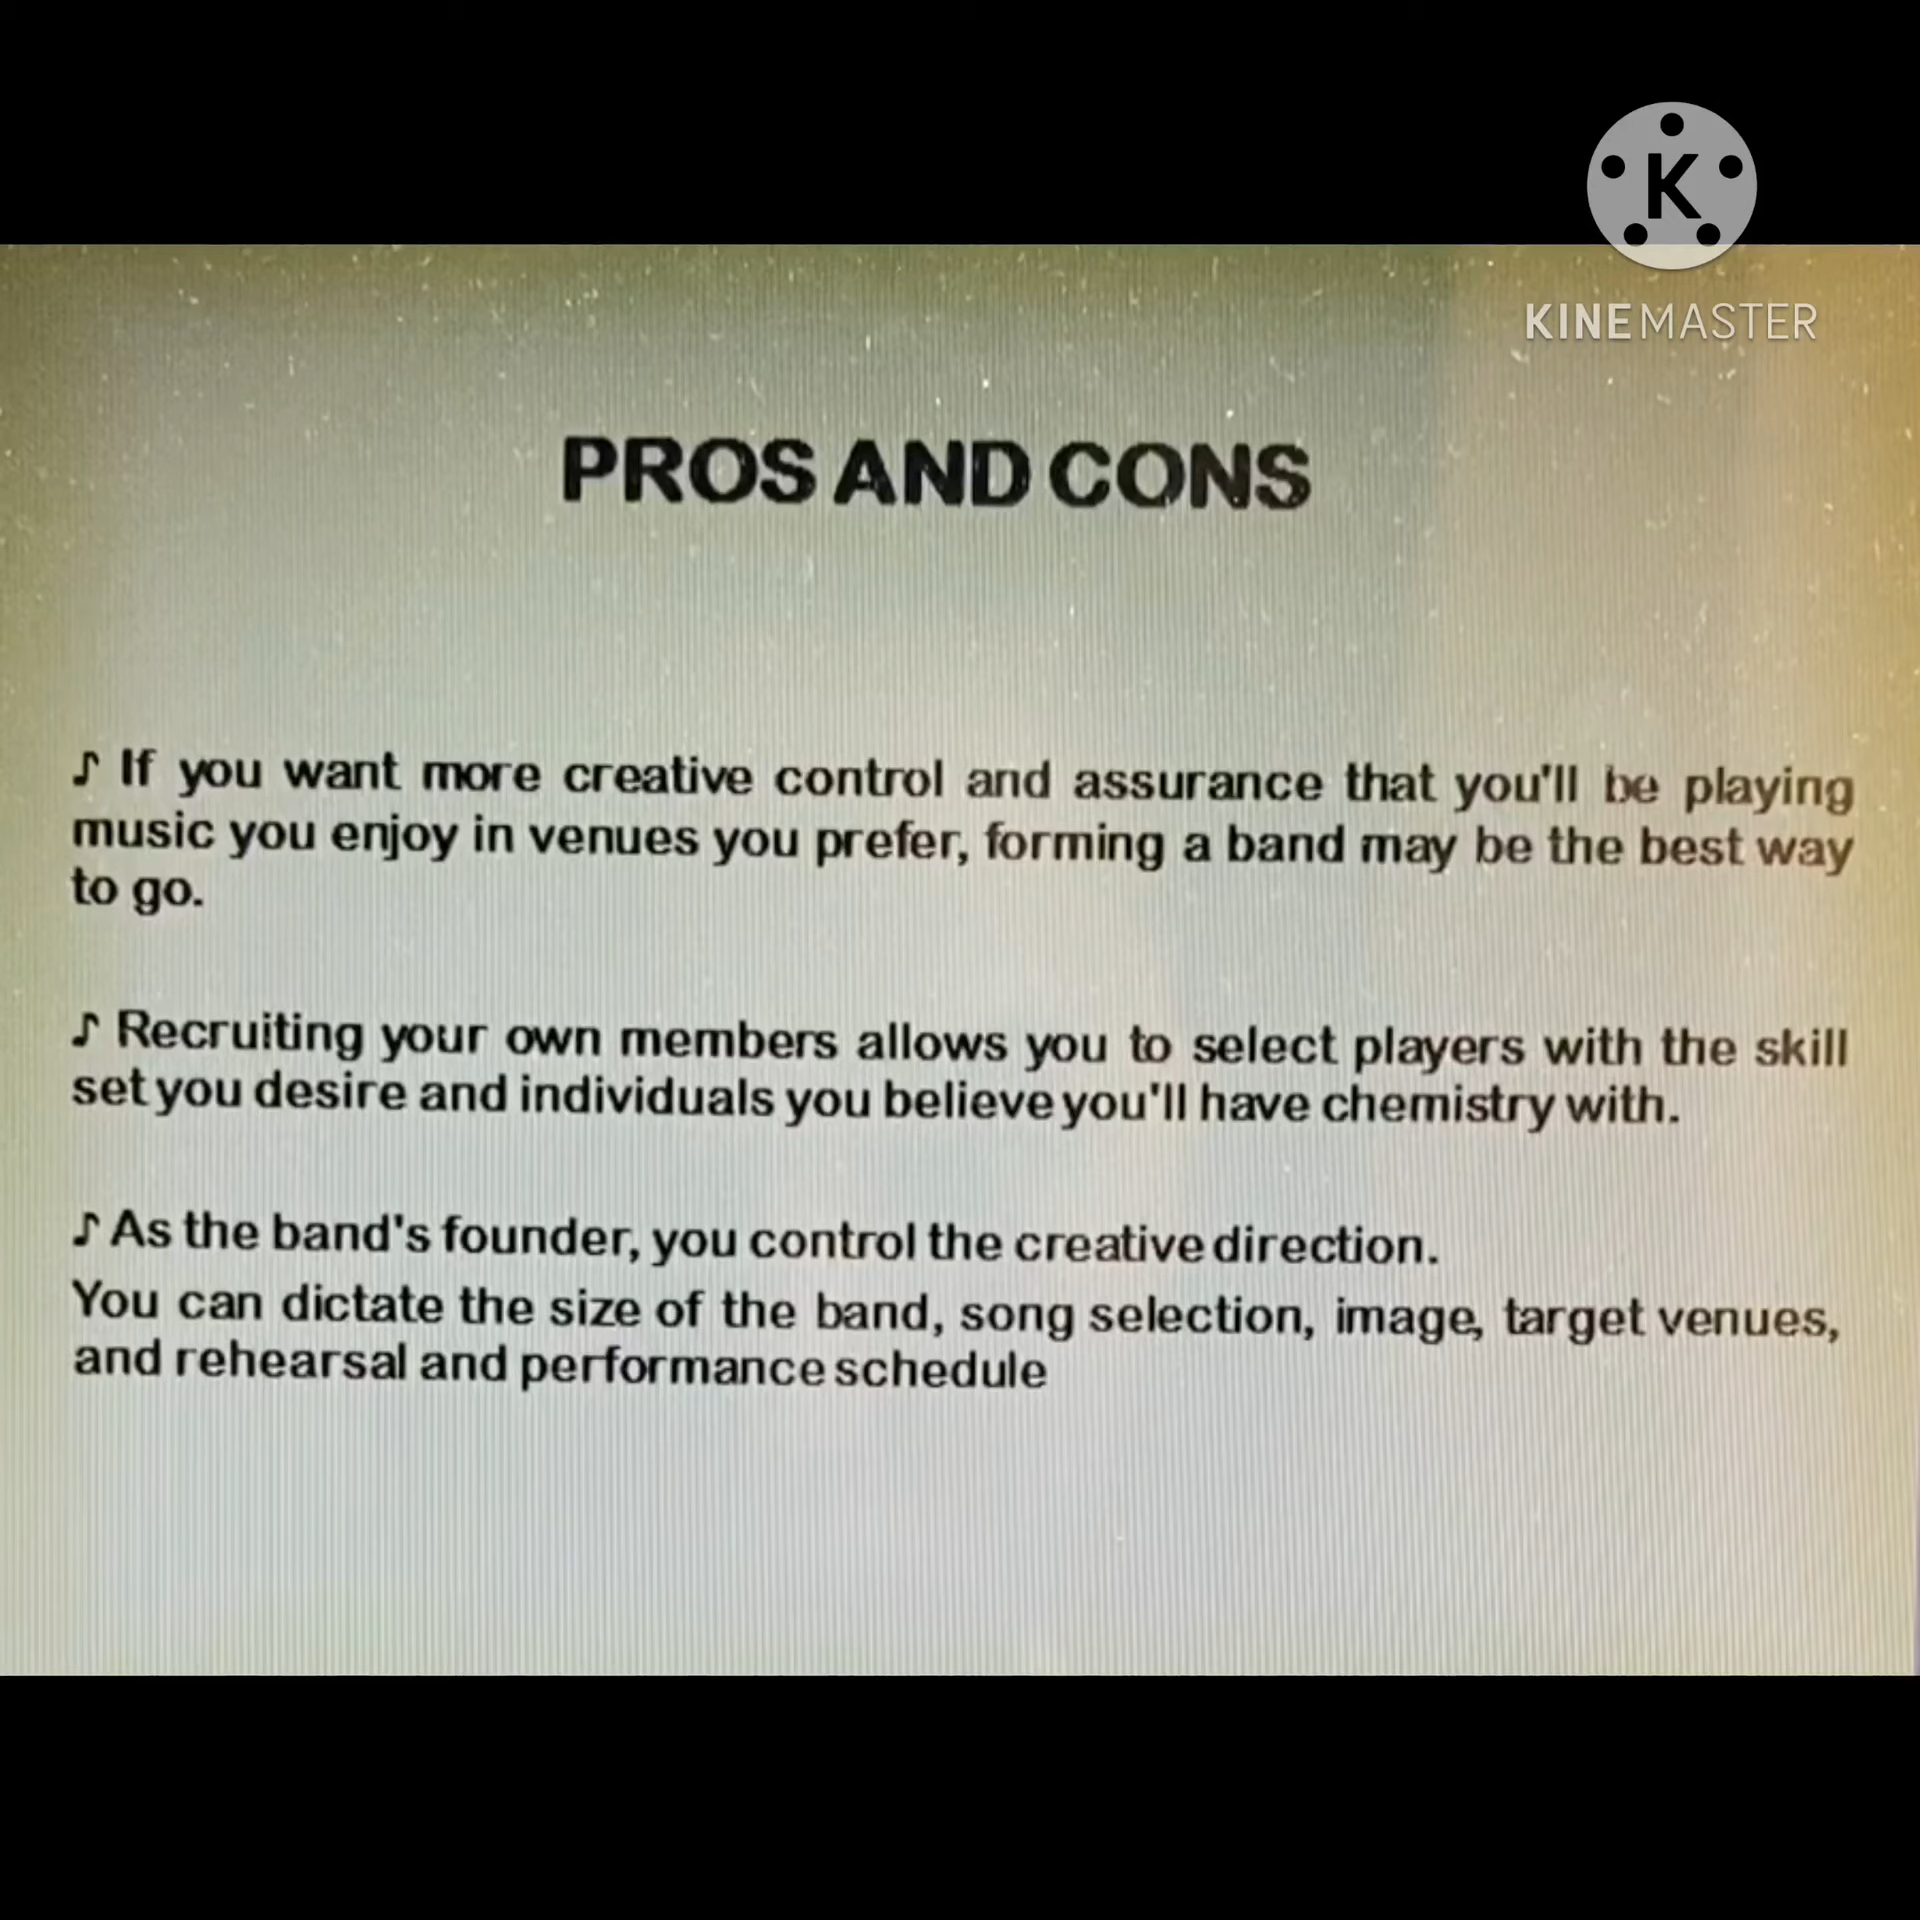 K
KINEMASTER
PROS AND CONS
♪ If you want more creative control and assurance that you'll be playing
music you enjoy in venues you prefer, forming a band may be the best way
to go.
♪ Recruiting your own members allows you to select players with the skill
set you desire and individuals you believe you'll have chemistry with.
♪ As the band's founder, you control the creative direction.
You can dictate the size of the band, song selection, image, target venues,
and rehearsal and performance schedule